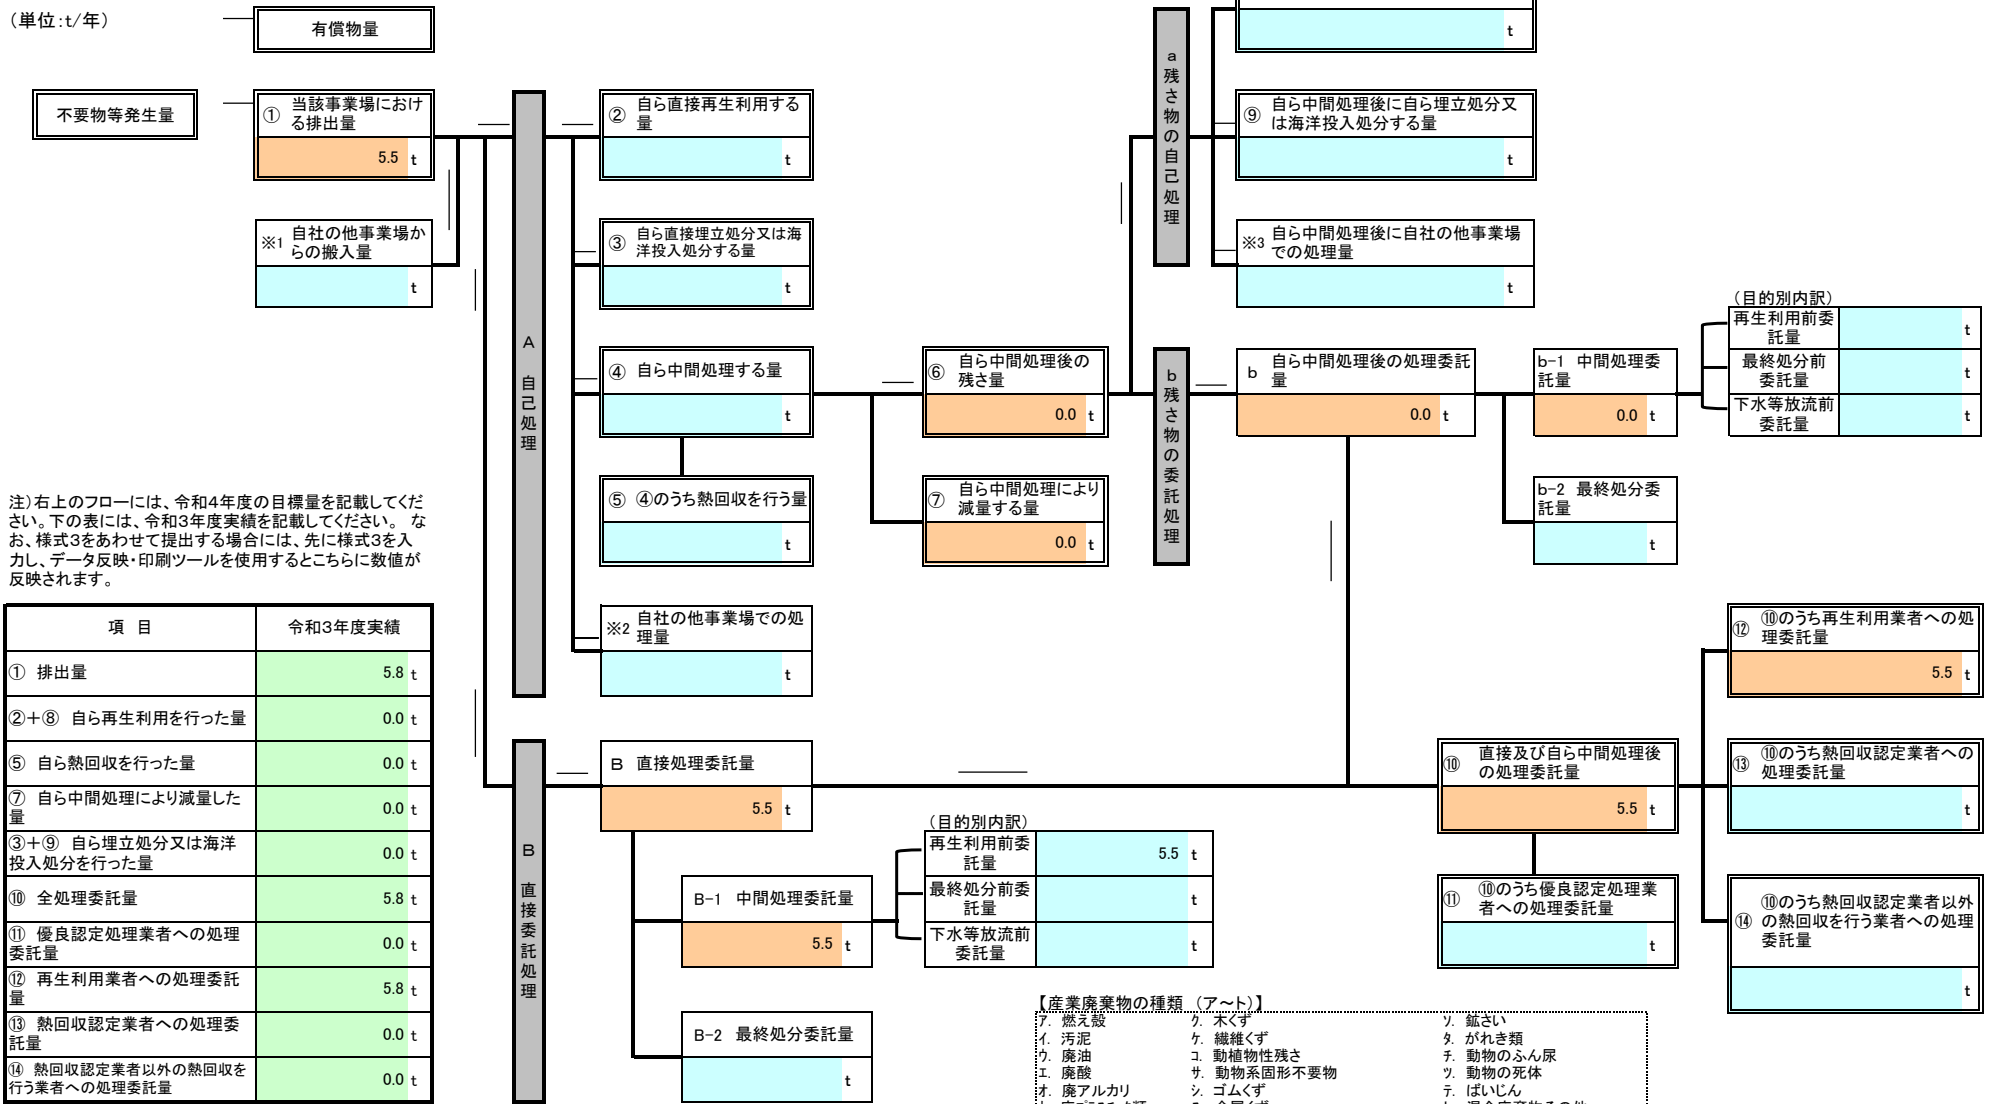 （単位：t/年）
有償物量
不要物等発生量
① 当該事業場におけ
る排出量
5.5 t
※1 自社の他事業場か
らの搬入量
t
A 自己処理
② 自ら直接再生利用する
量
t
③ 自ら直接埋立処分又は海
洋投入処分する量
t
④ 自ら中間処理する量
t
⑤ ④のうち熱回収を行う量
t
※2 自社の他事業場での処
理量
t
⑥ 自ら中間処理後の
残さ量
0.0 t
⑦ 自ら中間処理により
減量する量
0.0 t
a 残さ物の自己処理
t
⑨ 自ら中間処理後に自ら埋立処分又
は海洋投入処分する量
t
※3 自ら中間処理後に自社の他事業場
での処理量
t
b 残さ物の委託処理
b 自ら中間処理後の処理委託
量
0.0 t
b-1 中間処理委
託量
0.0 t
（目的別内訳）
再生利用前委
託量
t
最終処分前
委託量
t
下水等放流前
委託量
t
b-2 最終処分委
託量
t
注）右上のフローには、令和4年度の目標量を記載してくだ
さい。下の表には、令和3年度実績を記載してください。 な
お、様式3をあわせて提出する場合には、先に様式3を入
力し、データ反映・印刷ツールを使用するとこちらに数値が
反映されます。
項 目 令和3年度実績
① 排出量 5.8 t
②＋⑧ 自ら再生利用を行った量 0.0 t
⑤ 自ら熱回収を行った量 0.0 t
⑦ 自ら中間処理により減量した
量 0.0 t
③＋⑨ 自ら埋立処分又は海洋
投入処分を行った量 0.0 t
⑩ 全処理委託量 5.8 t
⑪ 優良認定処理業者への処理
委託量 0.0 t
⑫ 再生利用業者への処理委託
量 5.8 t
⑬ 熱回収認定業者への処理委
託量 0.0 t
⑭ 熱回収認定業者以外の熱回収を
行う業者への処理委託量 0.0 t
B 直接委託処理
B 直接処理委託量
5.5 t
B-1 中間処理委託量
5.5 t
（目的別内訳）
再生利用前委
託量
5.5 t
最終処分前委
託量
t
下水等放流前
委託量
t
B-2 最終処分委託量
t
⑩ 直接及び自ら中間処理後
の処理委託量
5.5 t
⑪ ⑩のうち優良認定処理業
者への処理委託量
t
⑫ ⑩のうち再生利用業者への処
理委託量
5.5 t
⑬ ⑩のうち熱回収認定業者への
処理委託量
t
⑭ ⑩のうち熱回収認定業者以外
の熱回収を行う業者への処理
委託量
t
【産業廃棄物の種類 （ア～ト）】
ア. 燃え殻 ク. 木くず ソ. 鉱さい
イ. 汚泥 ケ. 繊維くず タ. がれき類
ウ. 廃油 コ. 動植物性残さ チ. 動物のふん尿
エ. 廃酸 サ. 動物系固形不要物 ツ. 動物の死体
オ. 廃アルカリ シ. ゴムくず テ. ばいじん